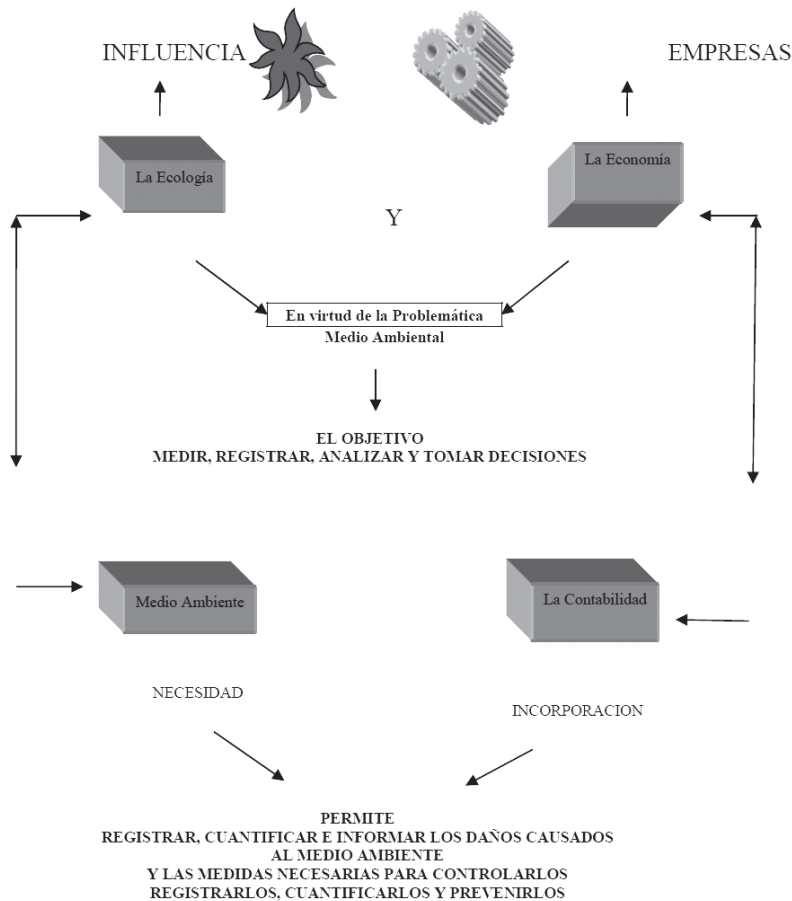 INFLUENCIA
EMPRESAS
La Ecología
La Economía
Y
En virtud de la Problemática
Medio Ambiental
EL OBJETIVO
MEDIR, REGISTRAR, ANALIZAR Y TOMAR DECISIONES
Medio Ambiente
La Contabilidad
NECESIDAD
INCORPORACION
PERMITE
REGISTRAR, CUANTIFICAR E INFORMAR LOS DAÑOS CAUSADOS
AL MEDIO AMBIENTE
Y LAS MEDIDAS NECESARIAS PARA CONTROLARLOS
REGISTRARLOS, CUANTIFICARLOS Y PREVENIRLOS